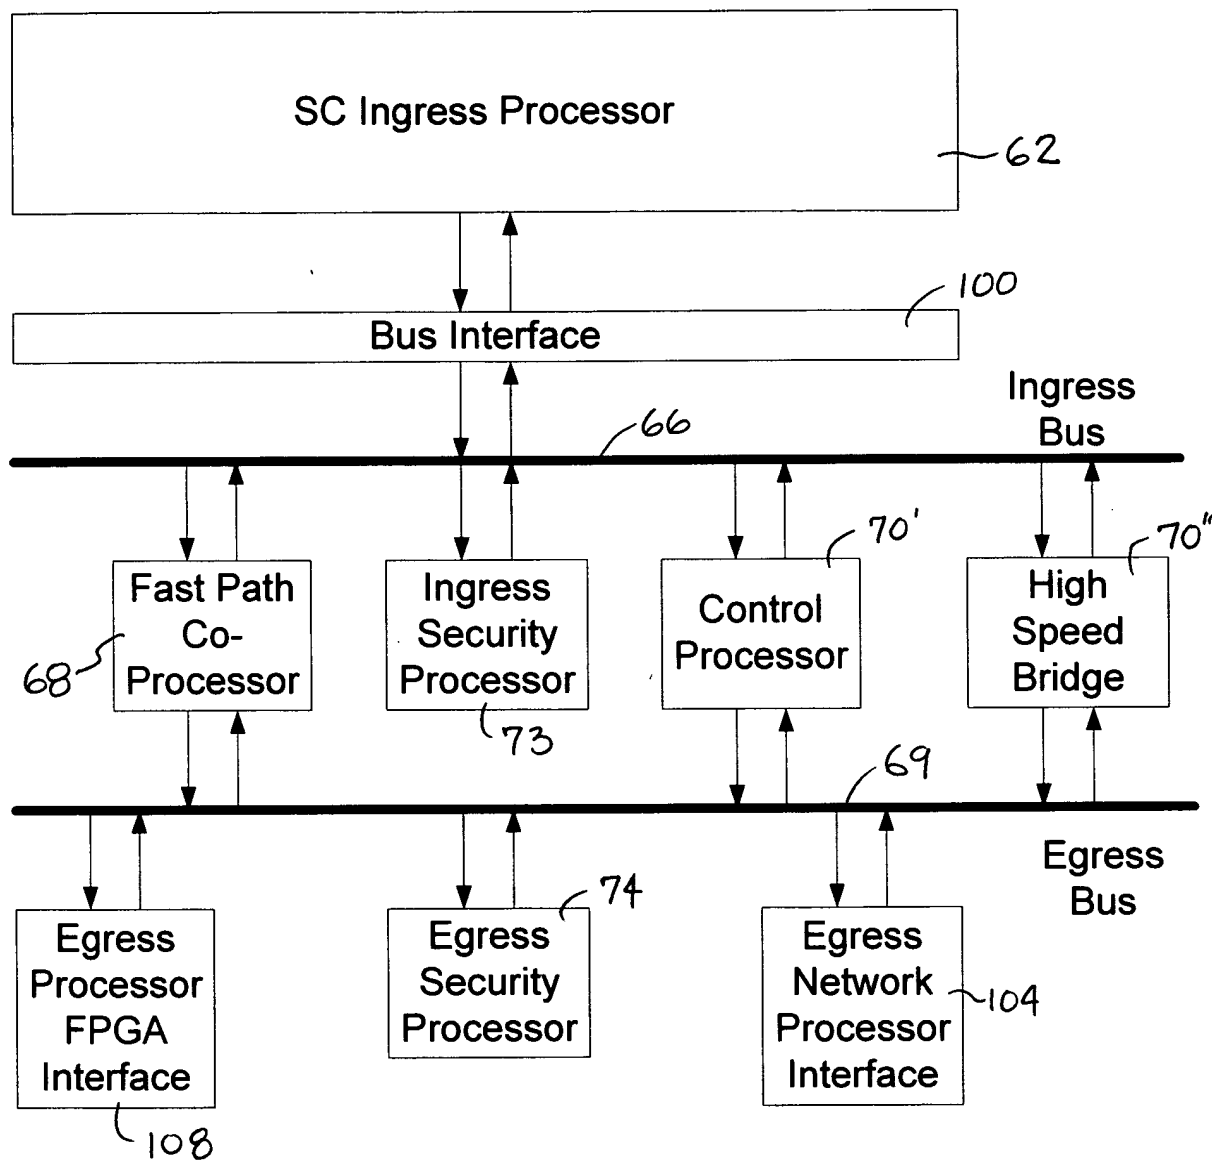 SC Ingress Processor
62
100
Bus Interface
Ingress
Bus
66
70'
70"
Fast Path
Co-
Processor
68
Ingress
Security
Processor
73
Control
Processor
High
Speed
Bridge
69
Egress
Bus
74
Egress
Processor
FPGA
Interface
108
Egress
Security
Processor
Egress
Network
Processor
Interface
104